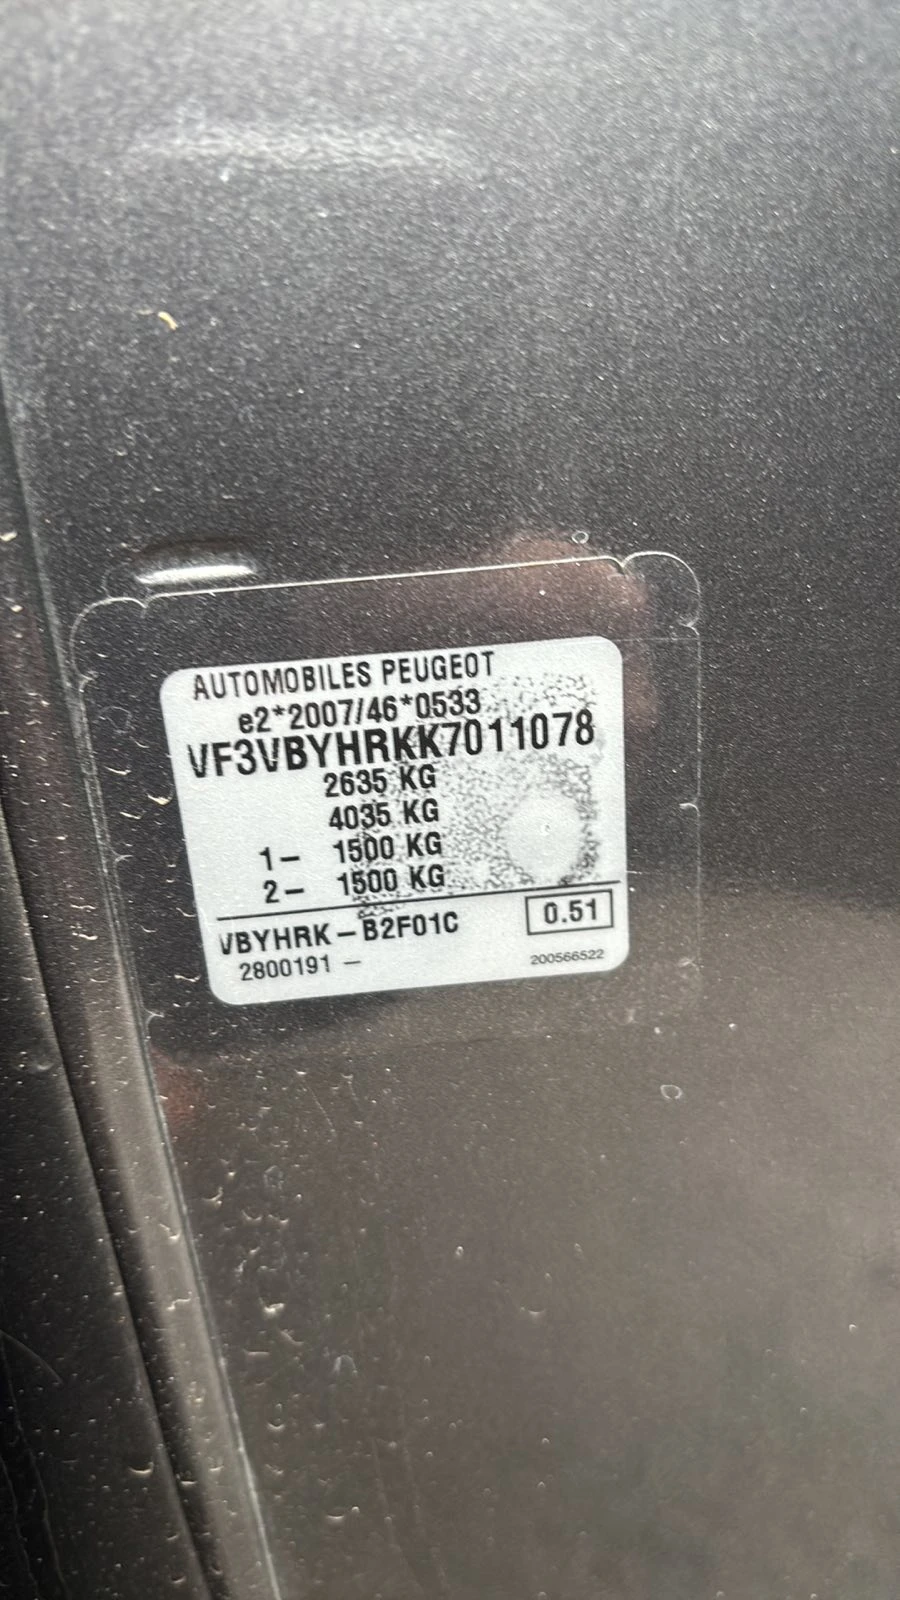 AUTOMOBILES PEUGEOT
e2*2007/46*0533
VF3VBYHRKK7011078
2635 KG
4035 KG
1- 1500 KG
2- 1500 KG
VBYHRK-B2F01C 0.51
2800191 - 200566522